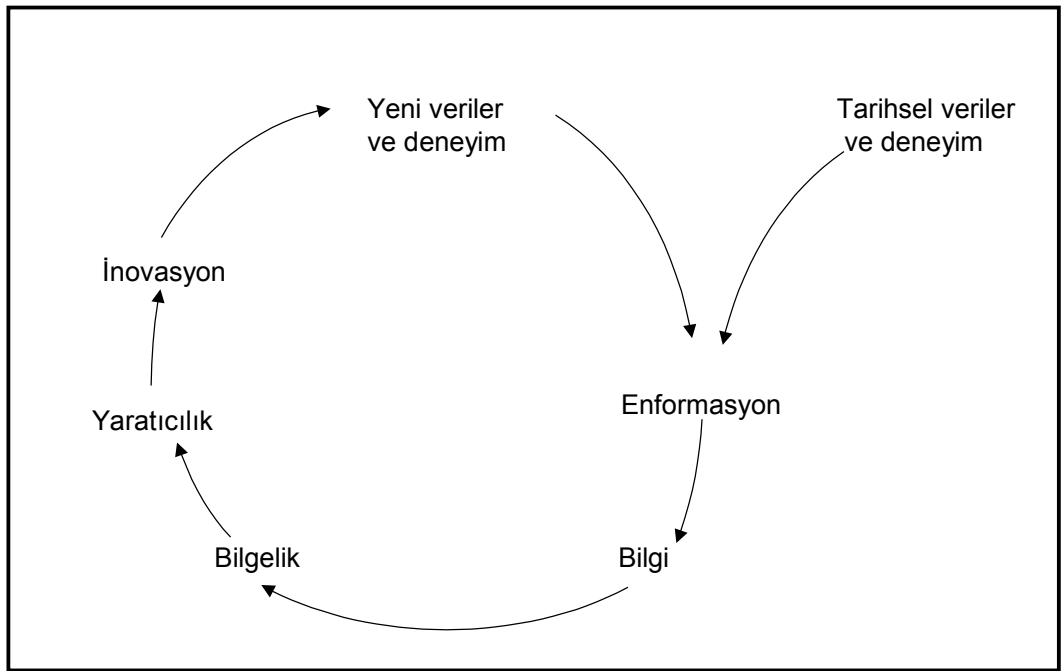 Yeni veriler
ve deneyim
Tarihsel veriler
ve deneyim
İnovasyon
Enformasyon
Yaratıcılık
Bilgelik
Bilgi